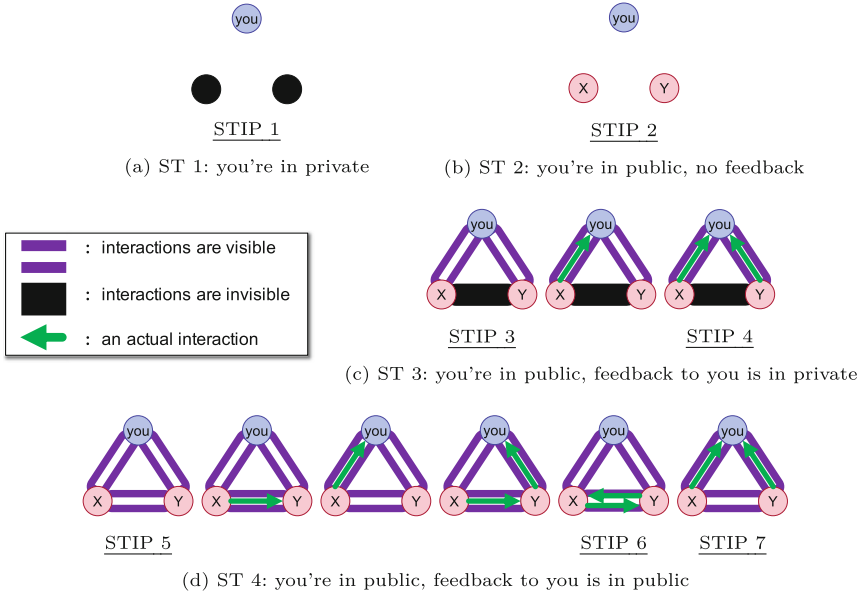 you
you
X Y
STIP 1
STIP 2
(a) ST 1: you're in private
(b) ST 2: you're in public, no feedback
: interactions are visible
: interactions are invisible
: an actual interaction
you you you
X Y X Y X Y
STIP 3
STIP 4
(c) ST 3: you're in public, feedback to you is in private
you you you you you you
X Y X Y X Y X Y X Y X Y
STIP 5
STIP 6
STIP 7
(d) ST 4: you're in public, feedback to you is in public